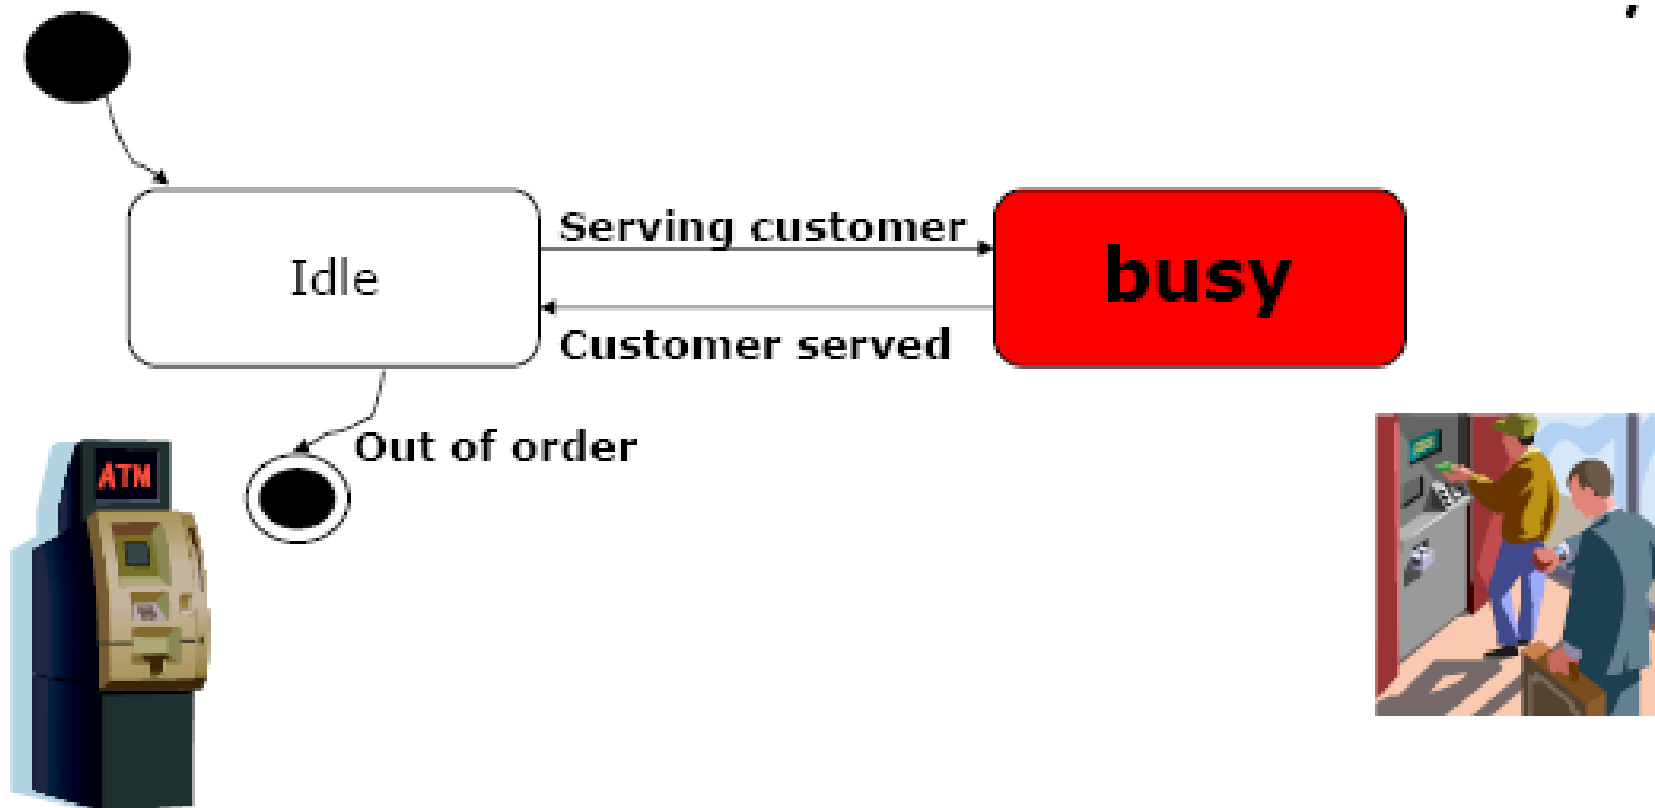 Serving customer
Idle
busy
Customer served
Out of order
ATM